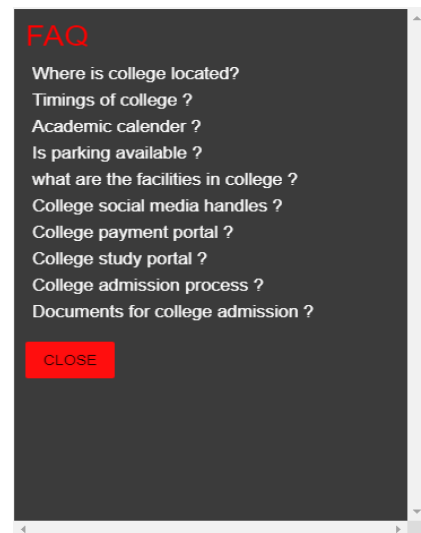 FAQ
Where is college located?
Timings of college ?
Academic calender ?
Is parking available ?
what are the facilities in college ?
College social media handles ?
College payment portal ?
College study portal ?
College admission process ?
Documents for college admission ?
CLOSE